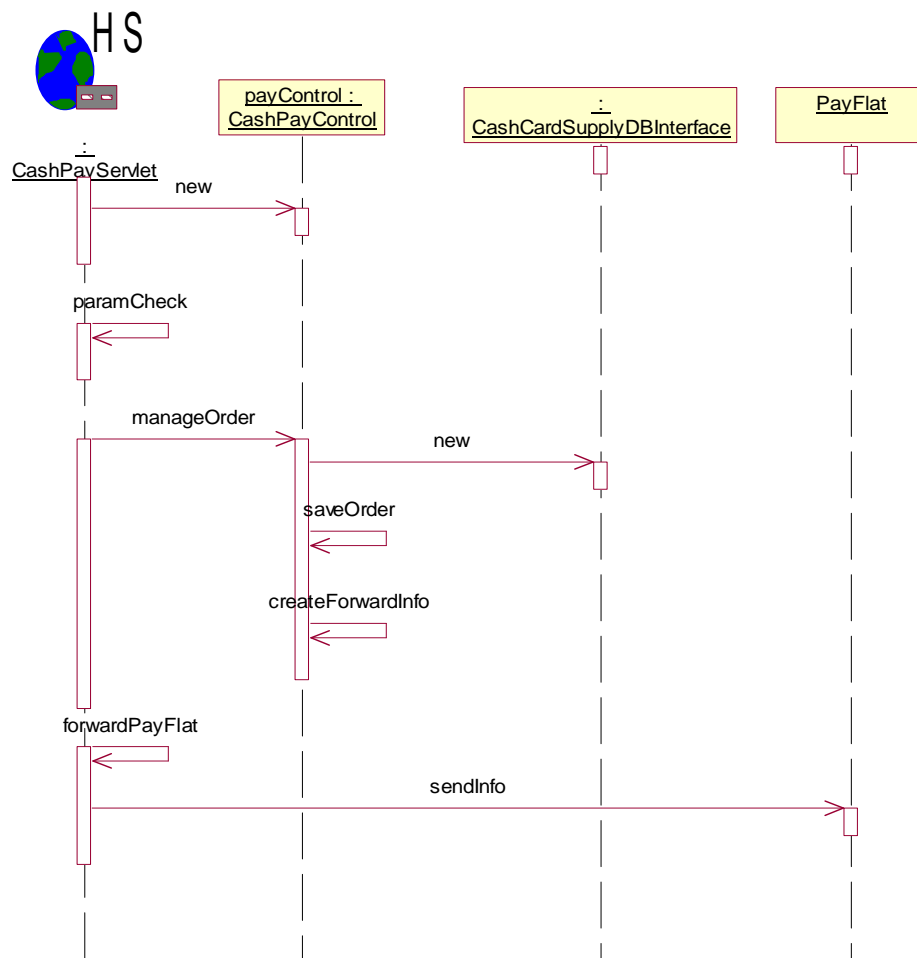 H S
payControl :
CashPayControl
:
CashCardSupplyDBInterface
PayFlat
:
CashPayServlet
new
paramCheck
manageOrder
new
saveOrder
createForwardInfo
forwardPayFlat
sendInfo